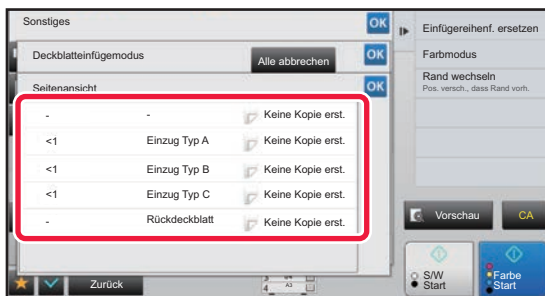 Sonstiges
OK
Deckblatteinfügemodus
Alle abbrechen
OK
Seitenansicht
OK
- - Keine Kopie erst.
<1 Einzug Typ A Keine Kopie erst.
<1 Einzug Typ B Keine Kopie erst.
<1 Einzug Typ C Keine Kopie erst.
- Rückdeckblatt Keine Kopie erst.
Zurück
4 A3
Einfügereihenf. ersetzen
Farbmodus
Rand wechseln
Pos. versch., dass Rand vorh.
Vorschau
CA
S/W
Start
Farbe
Start